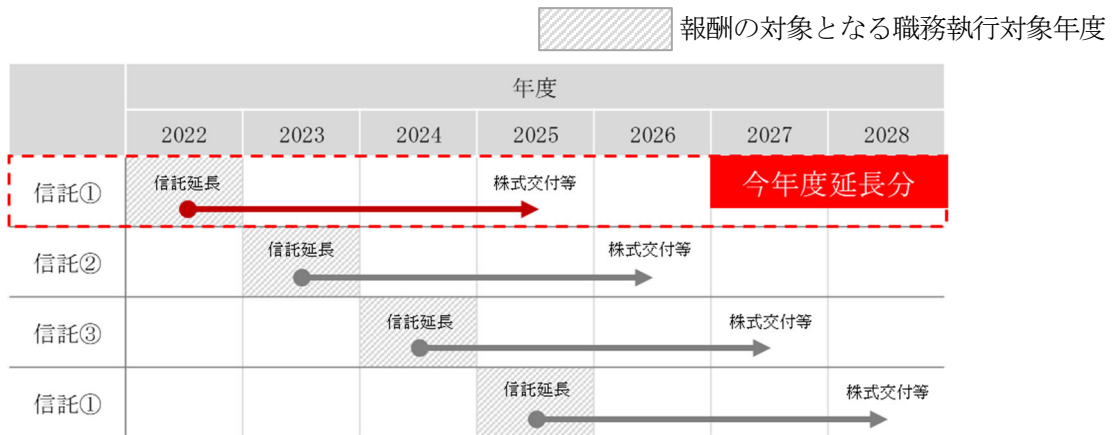 報酬の対象となる職務執行対象年度
年度
2022 2023 2024 2025 2026 2027 2028
信託① 信託延長 株式交付等 今年度延長分
信託② 信託延長 株式交付等
信託③ 信託延長 株式交付等
信託① 信託延長 株式交付等